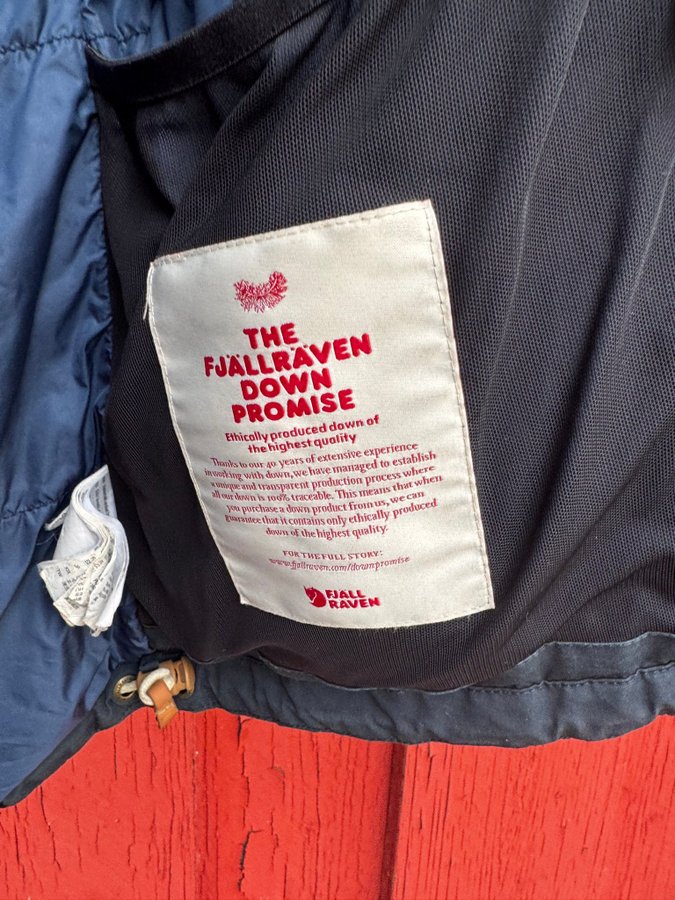 THE
FJÄLLRÄVEN
DOWN
PROMISE
Ethically produced down of
the highest quality
Thanks to our 40 years of extensive experience
in working with down, we have managed to establish
a unique and transparent production process where
all our down is 100% traceable. This means that when
you purchase a down product from us, we can
guarantee that it contains only ethically produced
down of the highest quality.
FOR THE FULL STORY:
www.fjallraven.com/downpromise
FJÄLL
RÄVEN